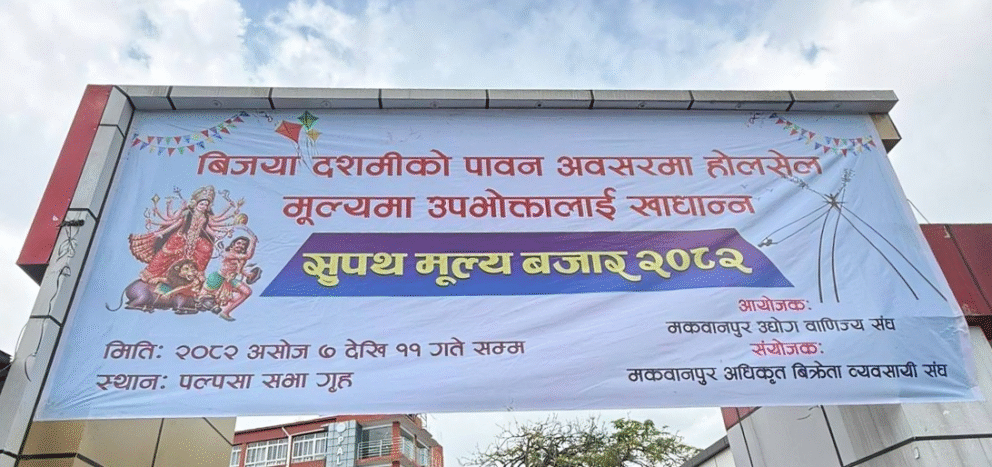 बिजया दशमीको पावन अवसरमा होलसेल
मूल्यमा उपभोक्तालाई खाधान्न
सुपथ मूल्य बजार २०८२
आयोजक:
मकवानपुर उद्योग वाणिज्य संघ
संयोजक:
मकवानपुर अधिकृत बिक्रेता व्यवसायी संघ
मिति: २०८२ असोज ७ देखि ११ गते सम्म
स्थान: पल्पसा सभा गृह